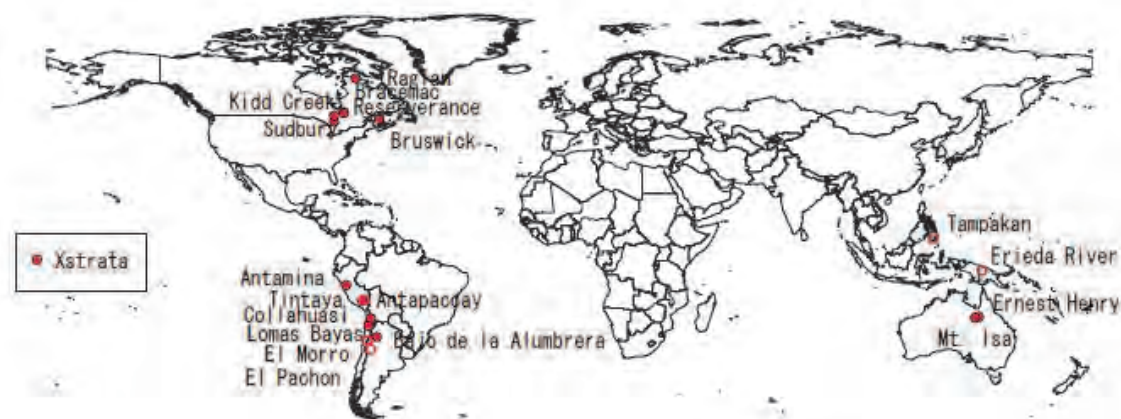 Raglan
Bracemac
Kidd Creek
Reserverance
Sudbury
Bruswick
Xstrata
Tampakan
Frieda River
Antamina
Tintaya
Antapaccay
Collahuasi
Ernest Henry
Lomas Bayas
Bajo de la Alumbrera
Mt. Isa
El Morro
El Pachon